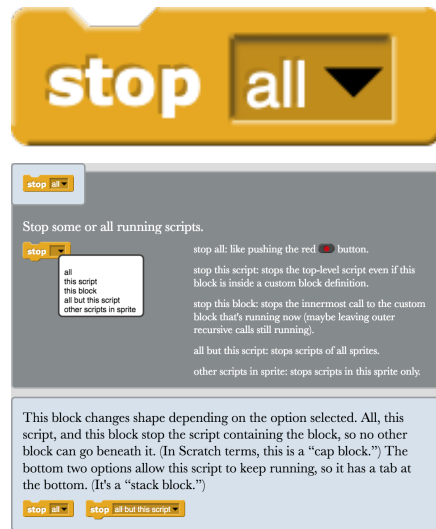 stop all
stop all
Stop some or all running scripts.
stop
all
this script
this block
all but this script
other scripts in sprite
stop all: like pushing the red button.
stop this script: stops the top-level script even if this
block is inside a custom block definition.
stop this block: stops the innermost call to the custom
block that's running now (maybe leaving outer
recursive calls still running).
all but this script: stops scripts of all sprites.
other scripts in sprite: stops scripts in this sprite only.
This block changes shape depending on the option selected. All, this
script, and this block stop the script containing the block, so no other
block can go beneath it. (In Scratch terms, this is a “cap block.”) The
bottom two options allow this script to keep running, so it has a tab at
the bottom. (It's a “stack block.”)
stop all stop all but this script